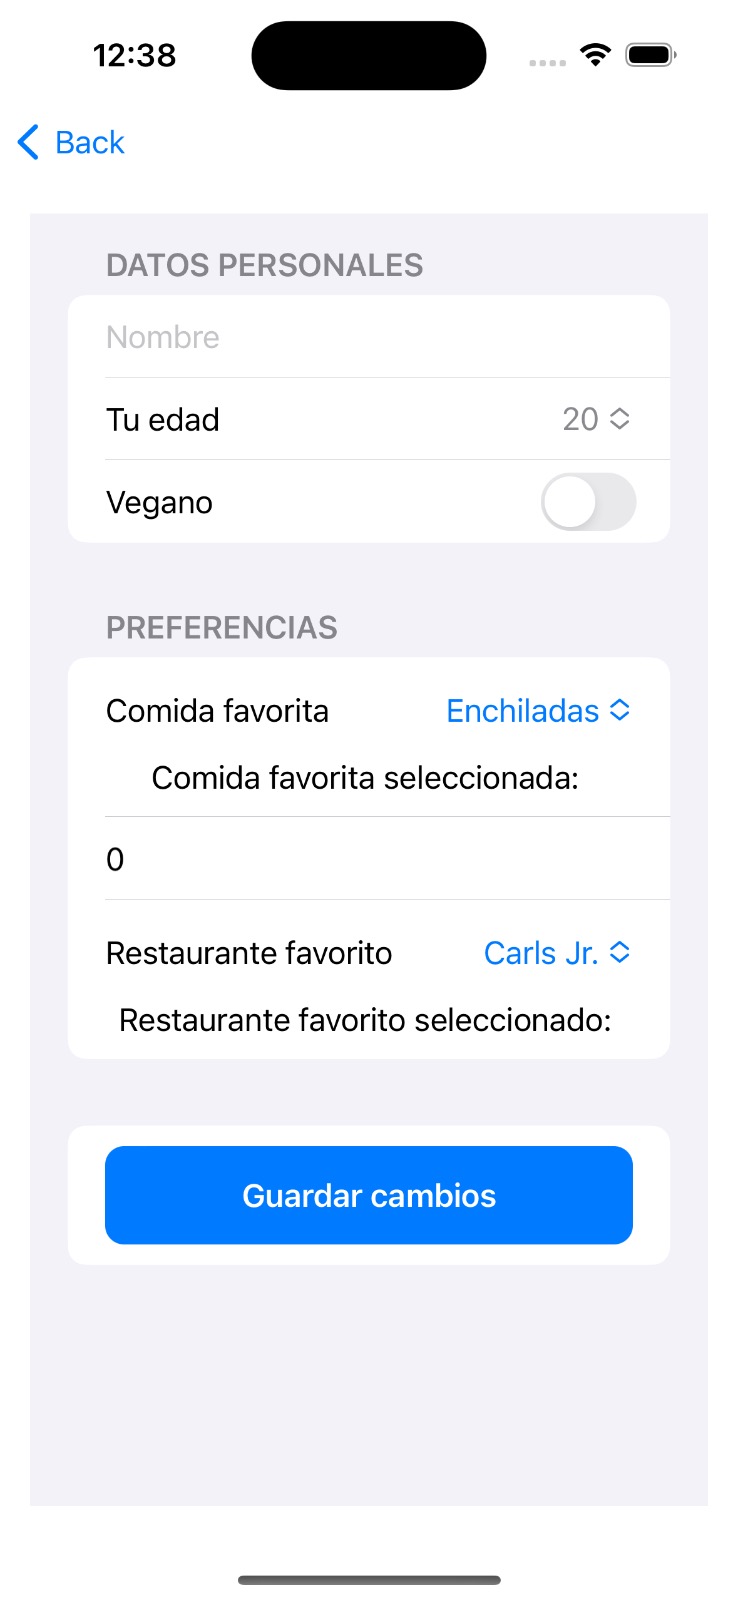 12:38
Back
DATOS PERSONALES
Nombre
Tu edad 20
Vegano
PREFERENCIAS
Comida favorita Enchiladas
Comida favorita seleccionada:
0
Restaurante favorito Carls Jr.
Restaurante favorito seleccionado:
Guardar cambios